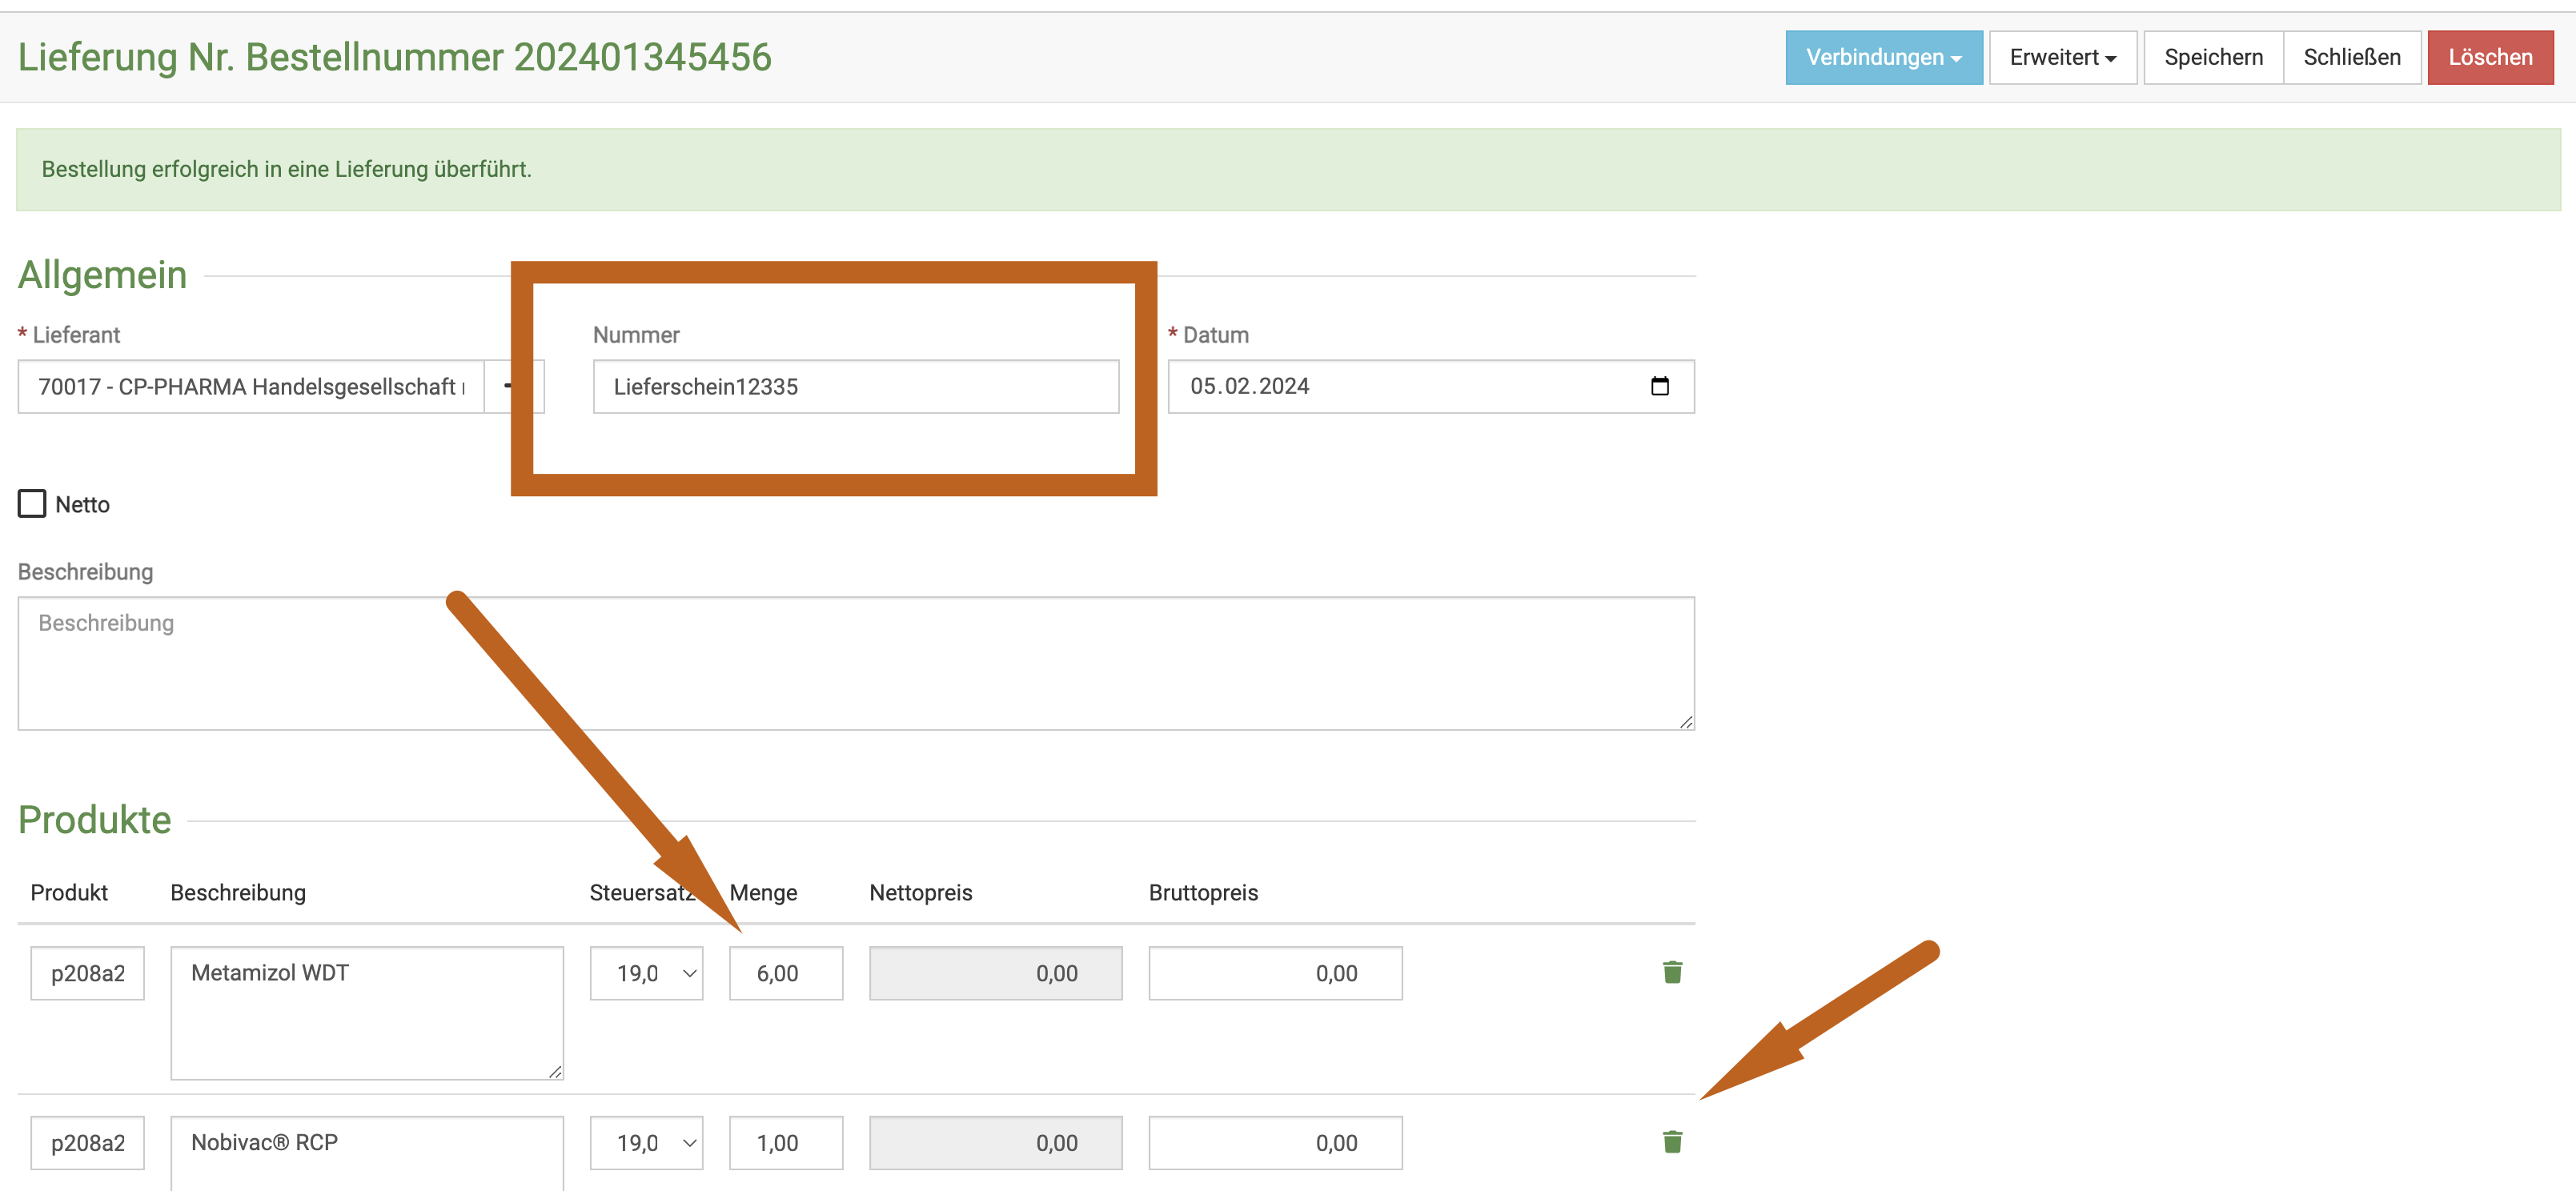 Lieferung Nr. Bestellnummer 202401345456
Verbindungen Erweitert Speichern Schließen Löschen
Bestellung erfolgreich in eine Lieferung überführt.
Allgemein
* Lieferant Nummer * Datum
70017 - CP-PHARMA Handelsgesellschaft Lieferschein12335 05.02.2024
Netto
Beschreibung
Beschreibung
Produkte
Produkt Beschreibung Steuersatz Menge Nettopreis Bruttopreis
p208a2 Metamizol WDT 19,0 6,00 0,00 0,00
p208a2 Nobivac® RCP 19,0 1,00 0,00 0,00